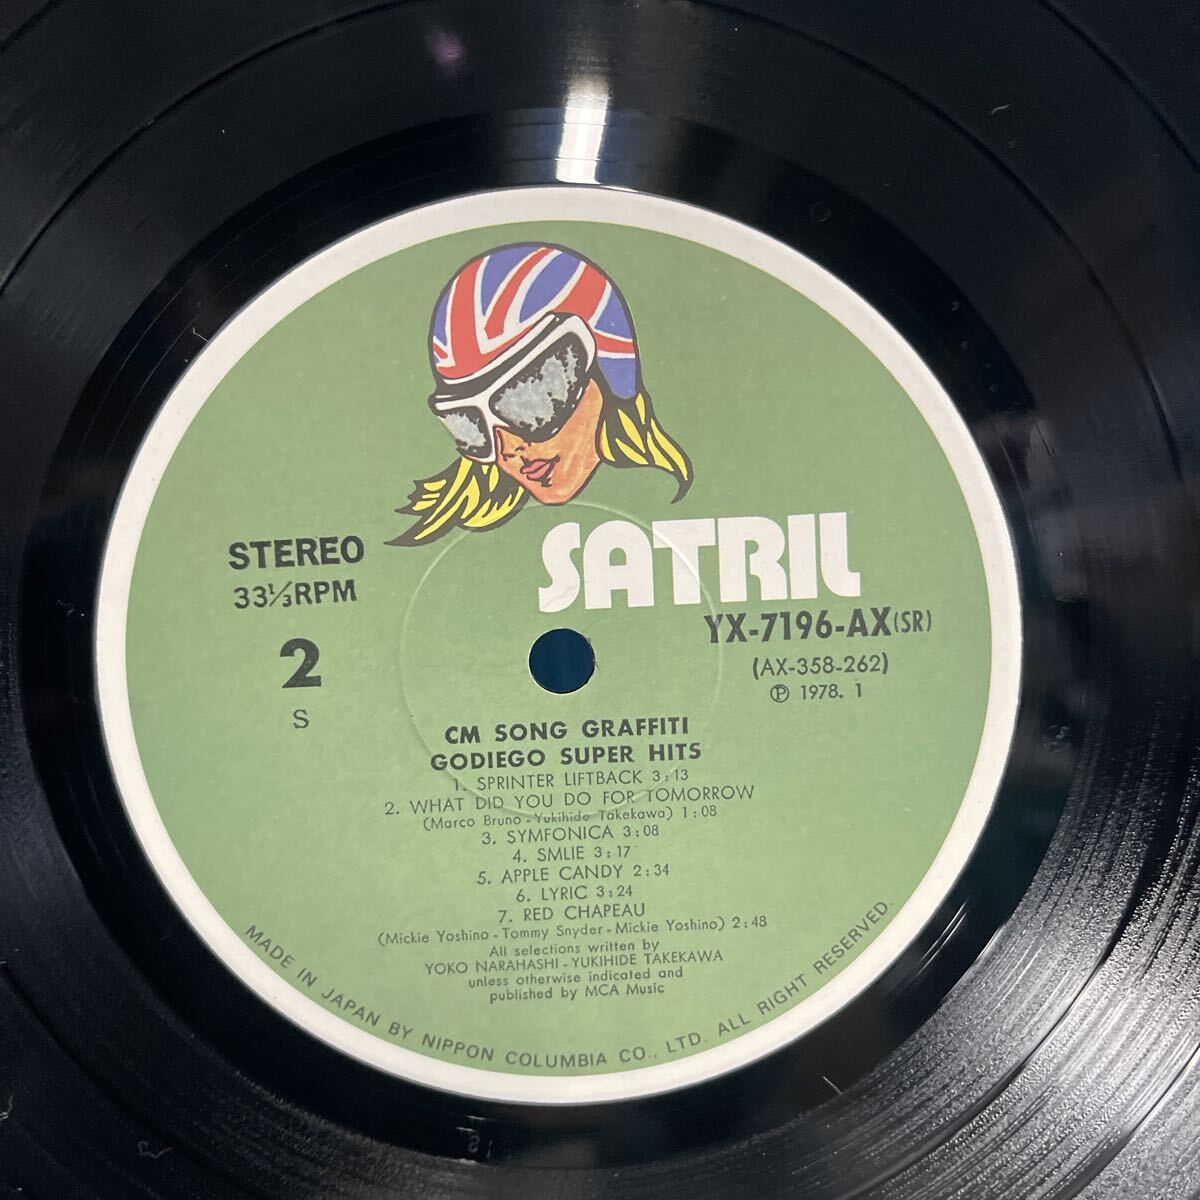 SATRIL
STEREO
33⅓RPM
2
S
YX-7196-AX(SR)
(AX-358-262)
Ⓟ 1978. 1
CM SONG GRAFFITI
GODIEGO SUPER HITS
1. SPRINTER LIFTBACK 3:13
2. WHAT DID YOU DO FOR TOMORROW
(Marco Bruno-Yukihide Takekawa) 1:08
3. SYMFONICA 3:08
4. SMLIE 3:17
5. APPLE CANDY 2:34
6. LYRIC 3:24
7. RED CHAPEAU
(Mickie Yoshino-Tommy Snyder-Mickie Yoshino) 2:48
All selections written by
YOKO NARAHASHI-YUKIHIDE TAKEKAWA
unless otherwise indicated and
published by MCA Music
MADE IN JAPAN BY NIPPON COLUMBIA CO., LTD. ALL RIGHT RESERVED.